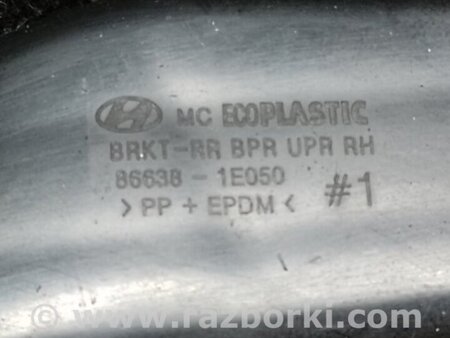 MC ECOPLASTIC
BRKT-RR BPR UPR RH
86638 - 1E050
>PP + EPDM< #1
© www.razborki.com